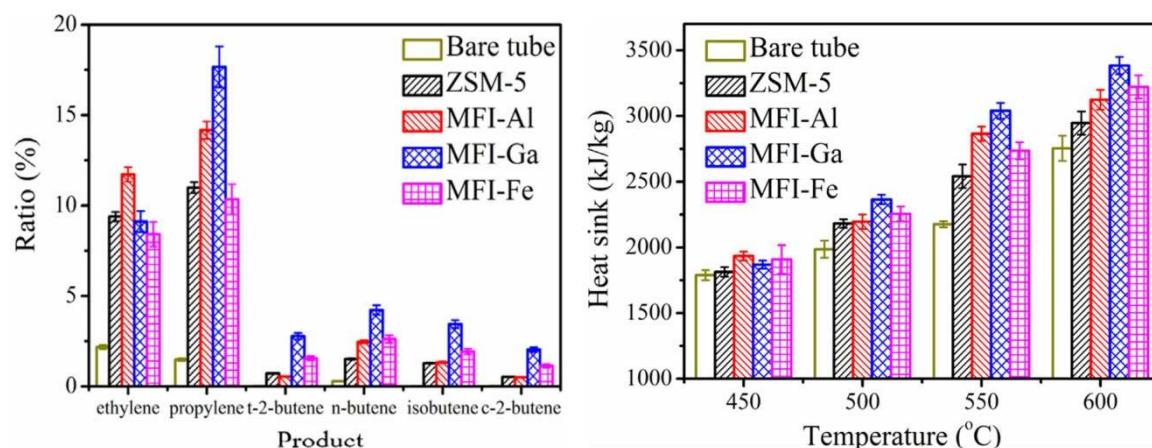 20
15
10
5
0
Ratio (%)
Bare tube
ZSM-5
MFI-Al
MFI-Ga
MFI-Fe
ethylene propylene t-2-butene n-butene isobutene c-2-butene
Product
3500
3000
2500
2000
1500
1000
Heat sink (kJ/kg)
Bare tube
ZSM-5
MFI-Al
MFI-Ga
MFI-Fe
450 500 550 600
Temperature (°C)